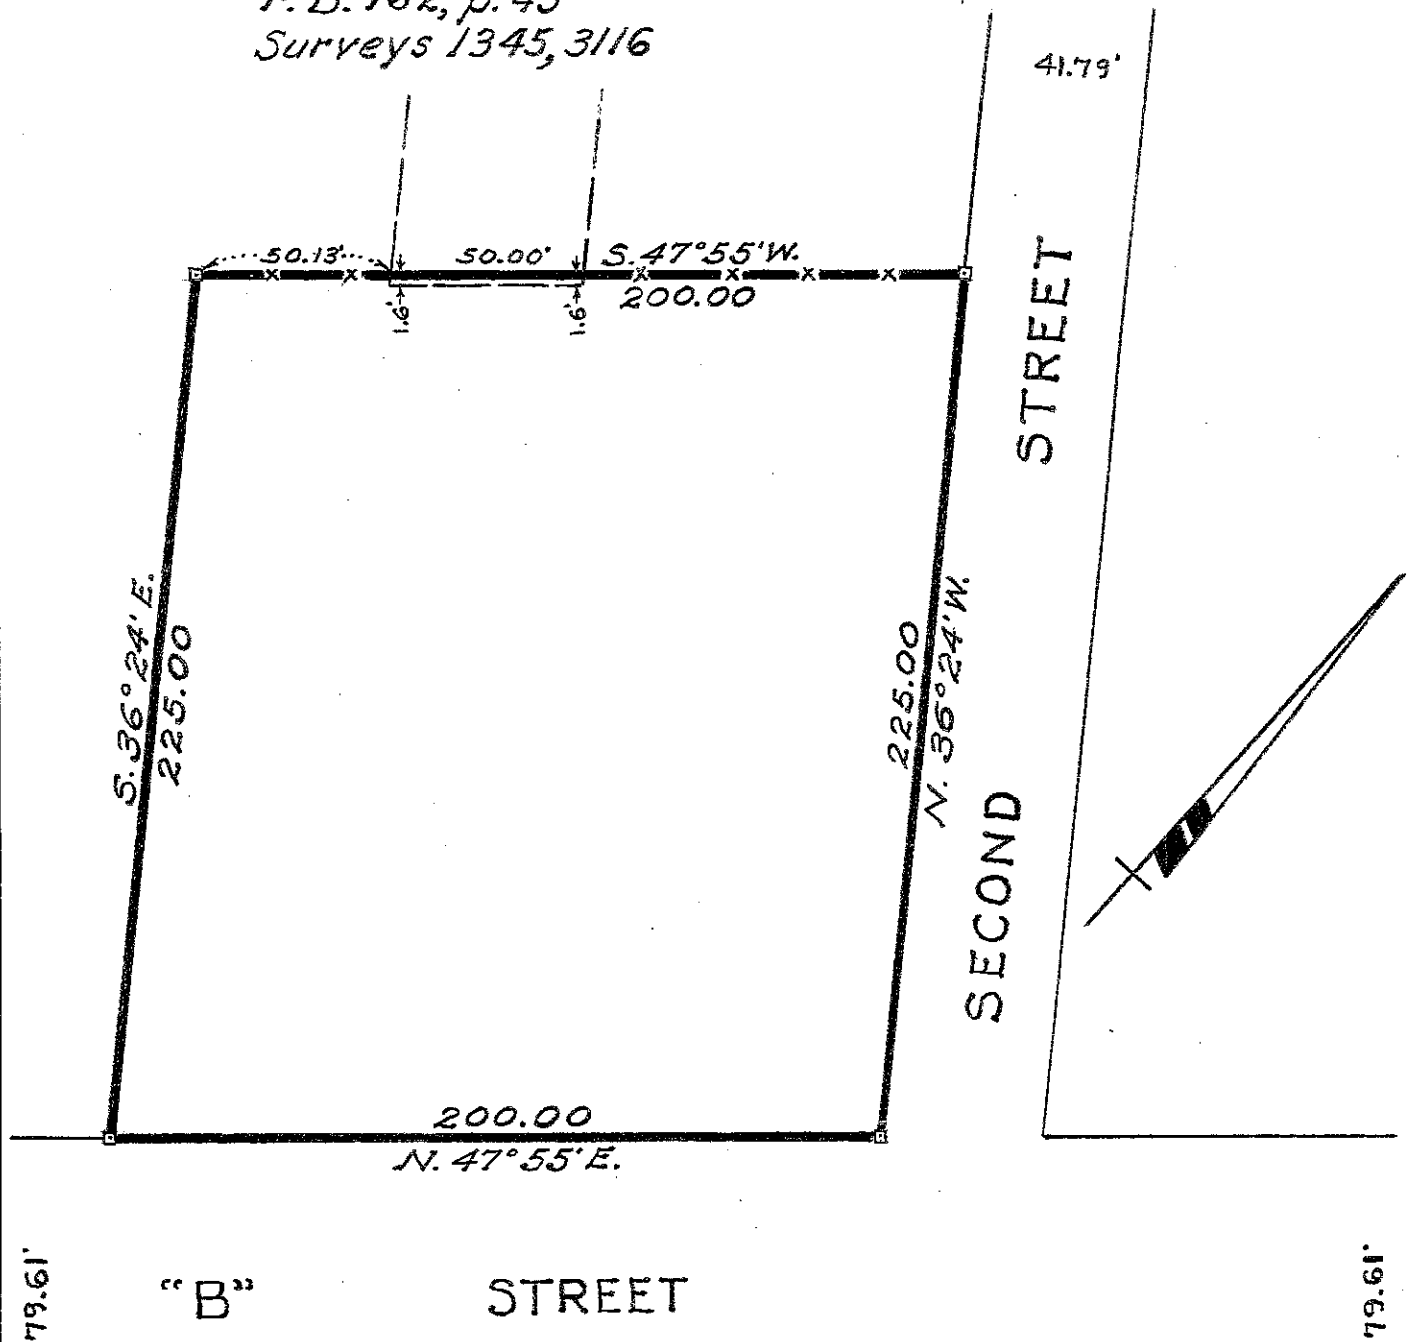 p. 43
Surveys 1345, 3116
41.79'
50.13'
50.00'
S. 47°55' W.
200.00
1.6'
1.6'
STREET
SECOND
S. 36° 24' E.
225.00
225.00
N. 36° 24' W.
200.00
N. 47° 55' E.
79.61'
"B" STREET
79.61'